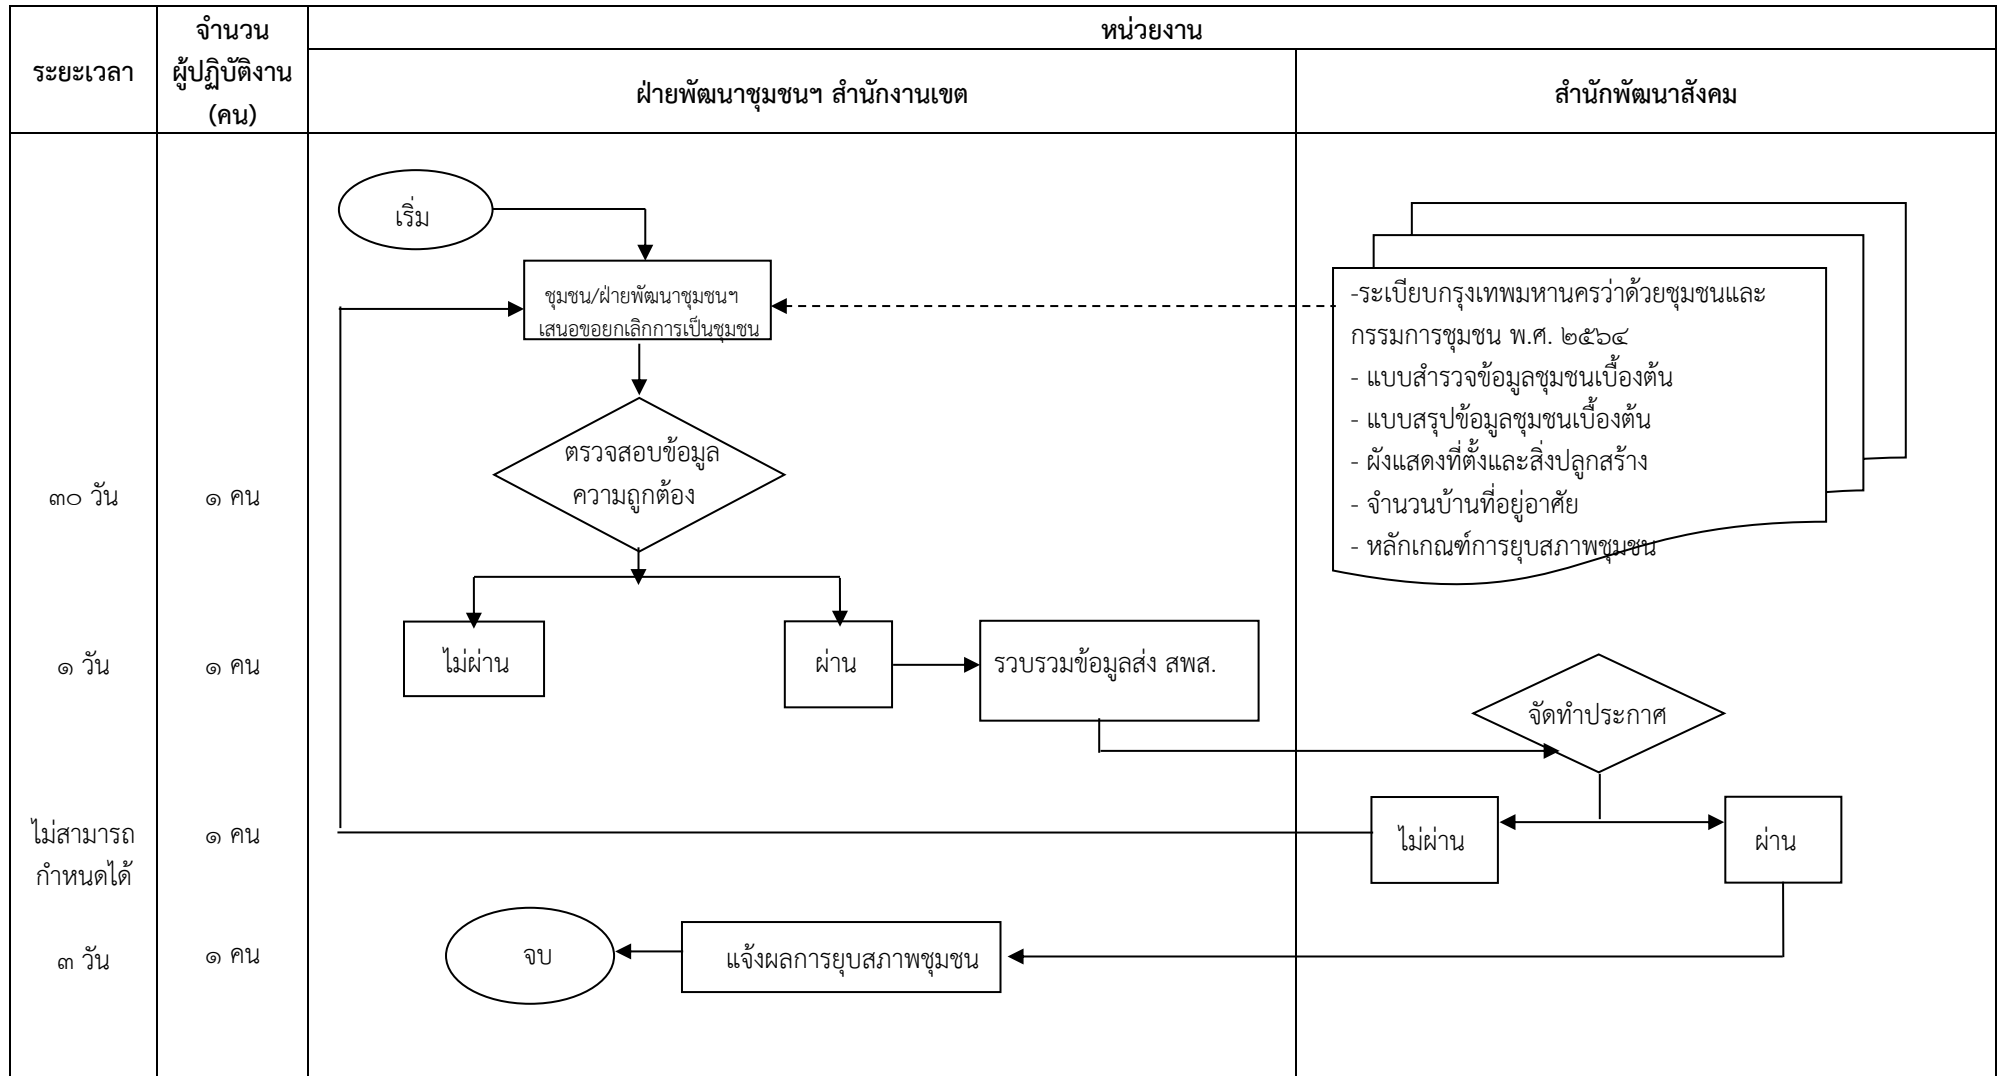 ระยะเวลา
จำนวน
ผู้ปฏิบัติงาน
(คน)
หน่วยงาน
ฝ่ายพัฒนาชุมชนฯ สำนักงานเขต
สำนักพัฒนาสังคม
เริ่ม
ชุมชน/ฝ่ายพัฒนาชุมชนฯ
เสนอขอยกเลิกการเป็นชุมชน
-ระเบียบกรุงเทพมหานครว่าด้วยชุมชนและ
กรรมการชุมชน พ.ศ. ๒๕๖๔
- แบบสำรวจข้อมูลชุมชนเบื้องต้น
- แบบสรุปข้อมูลชุมชนเบื้องต้น
- ผังแสดงที่ตั้งและสิ่งปลูกสร้าง
- จำนวนบ้านที่อยู่อาศัย
- หลักเกณฑ์การยุบสภาพชุมชน
ตรวจสอบข้อมูล
ความถูกต้อง
๓๐ วัน
๑ คน
๑ วัน
๑ คน
ไม่ผ่าน
ผ่าน
รวบรวมข้อมูลส่ง สพส.
จัดทำประกาศ
ไม่สามารถ
กำหนดได้
๑ คน
ไม่ผ่าน
ผ่าน
๓ วัน
๑ คน
จบ
แจ้งผลการยุบสภาพชุมชน